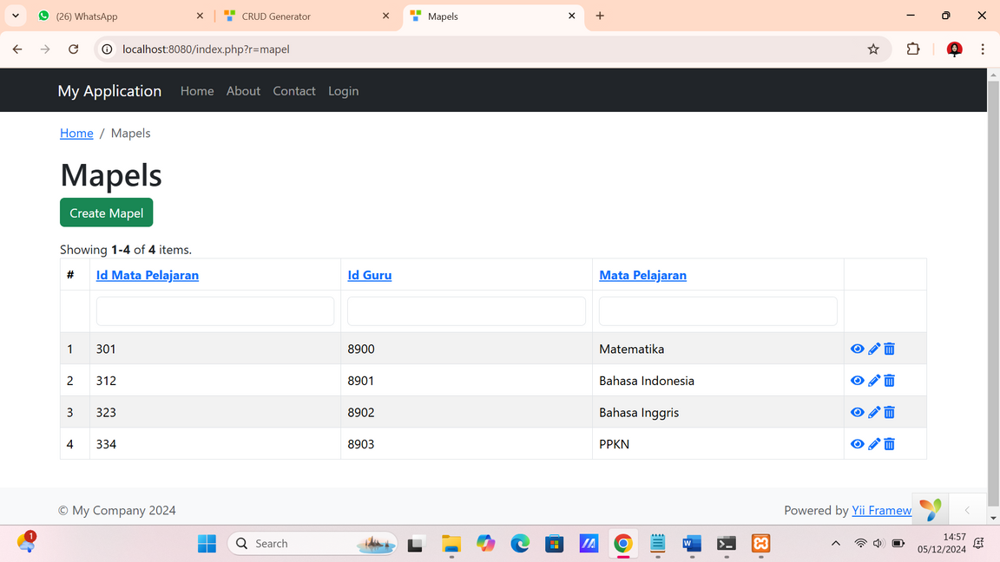 (26) WhatsApp
CRUD Generator
Mapels
localhost:8080/index.php?r=mapel
My Application Home About Contact Login
Home / Mapels
Mapels
Create Mapel
Showing 1-4 of 4 items.
# Id Mata Pelajaran Id Guru Mata Pelajaran
1 301 8900 Matematika
2 312 8901 Bahasa Indonesia
3 323 8902 Bahasa Inggris
4 334 8903 PPKN
© My Company 2024 Powered by Yii Framew
1
Search
14:57
05/12/2024